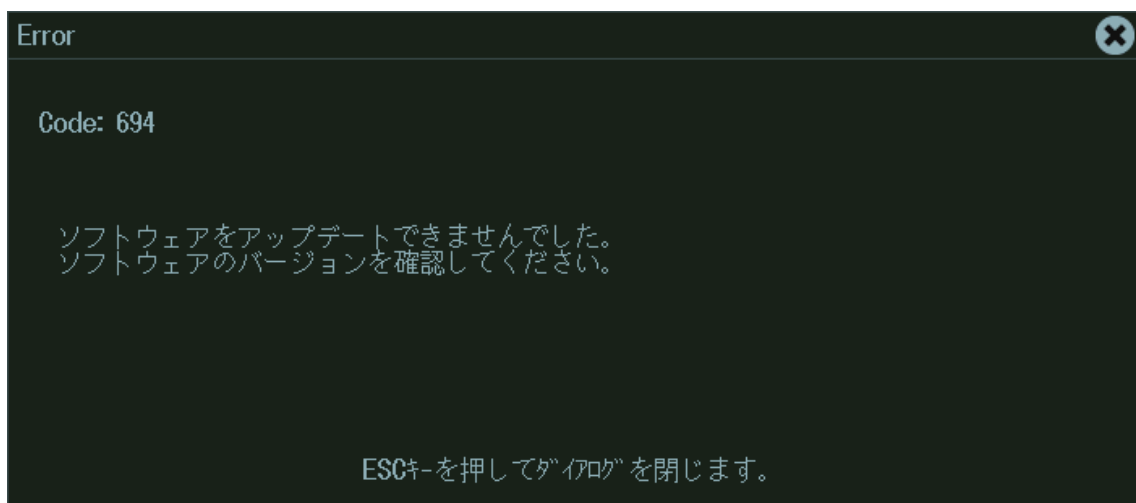 Error
Code: 694
ソフトウェアをアップデートできませんでした。
ソフトウェアのバージョンを確認してください。
ESCｷｰを押してﾀﾞｲｱﾛｸﾞを閉じます。